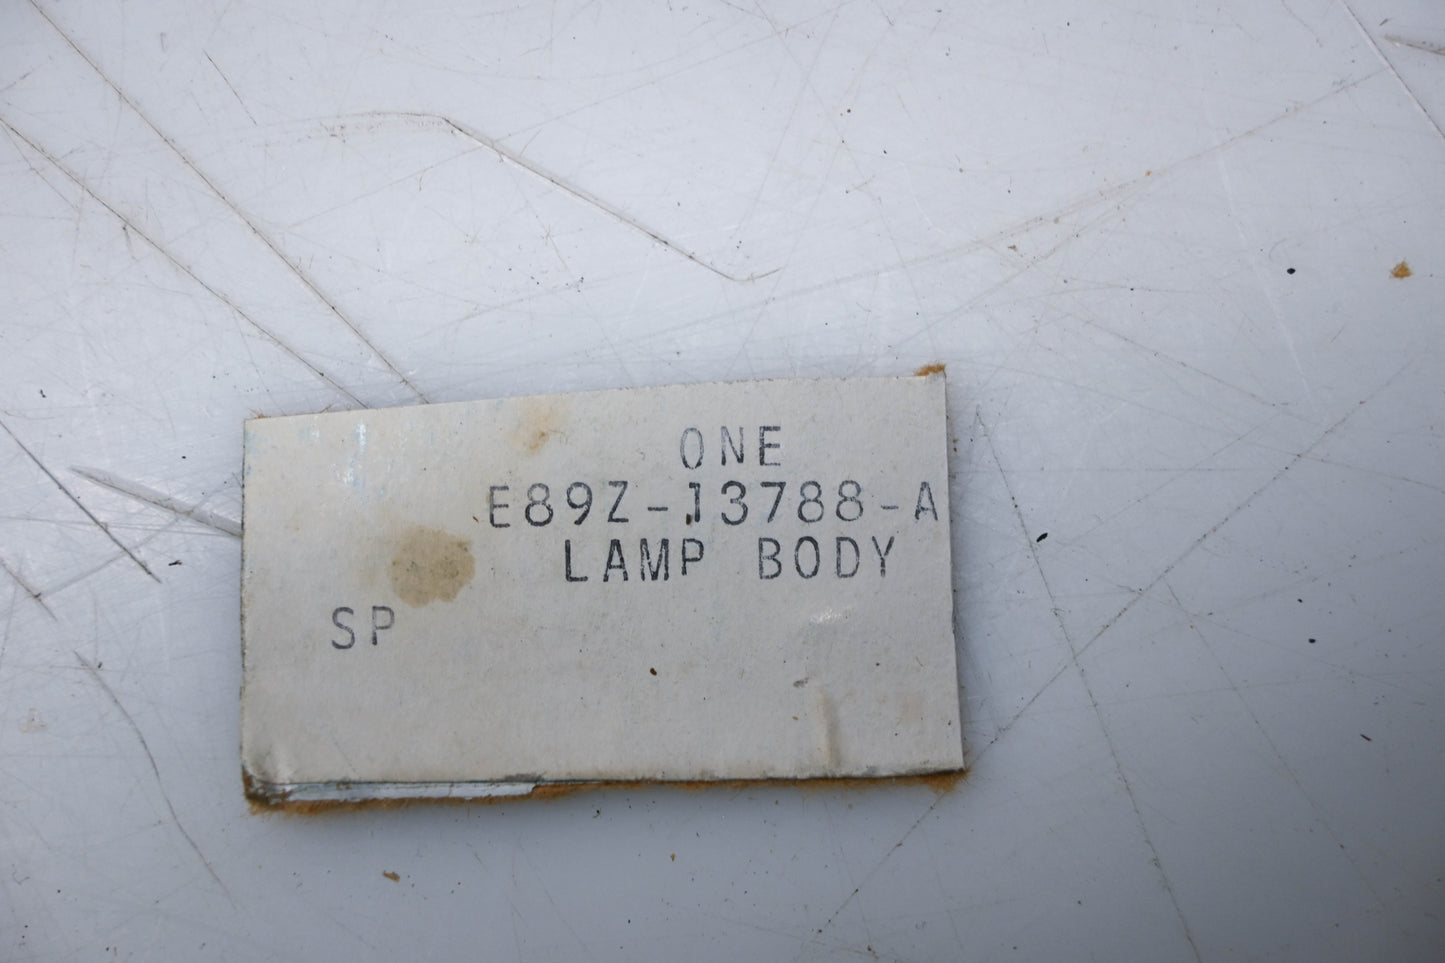 ONE
E89Z-13788-A
LAMP BODY
SP